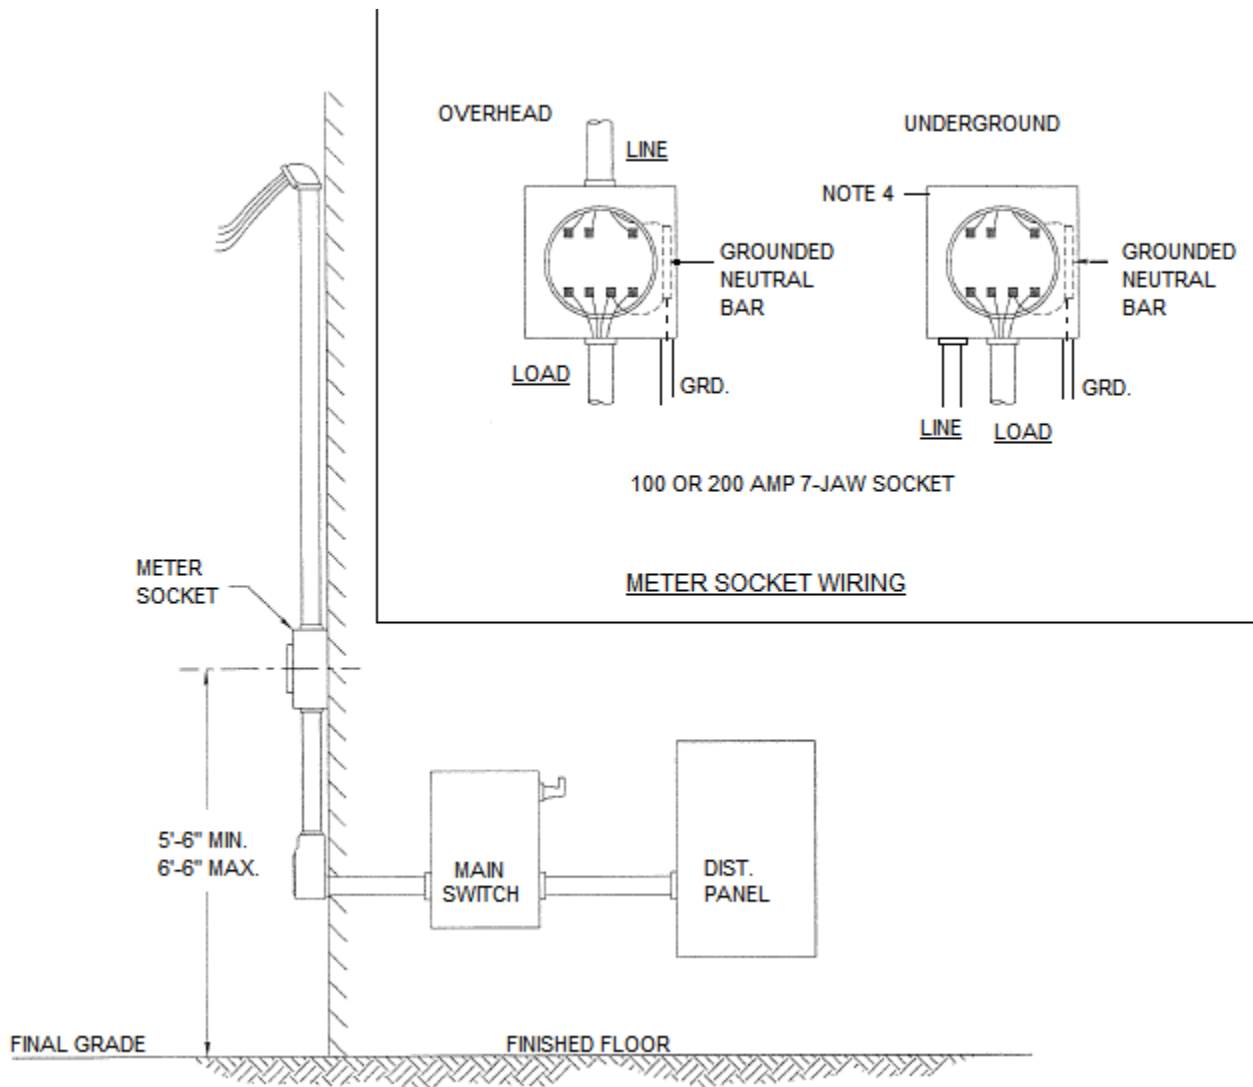 OVERHEAD
LINE
UNDERGROUND
NOTE 4
GROUNDED
NEUTRAL
BAR
GROUNDED
NEUTRAL
BAR
LOAD
GRD.
GRD.
LINE
LOAD
100 OR 200 AMP 7-JAW SOCKET
METER SOCKET WIRING
METER
SOCKET
5'-6" MIN.
6'-6" MAX.
MAIN
SWITCH
DIST.
PANEL
FINAL GRADE
FINISHED FLOOR